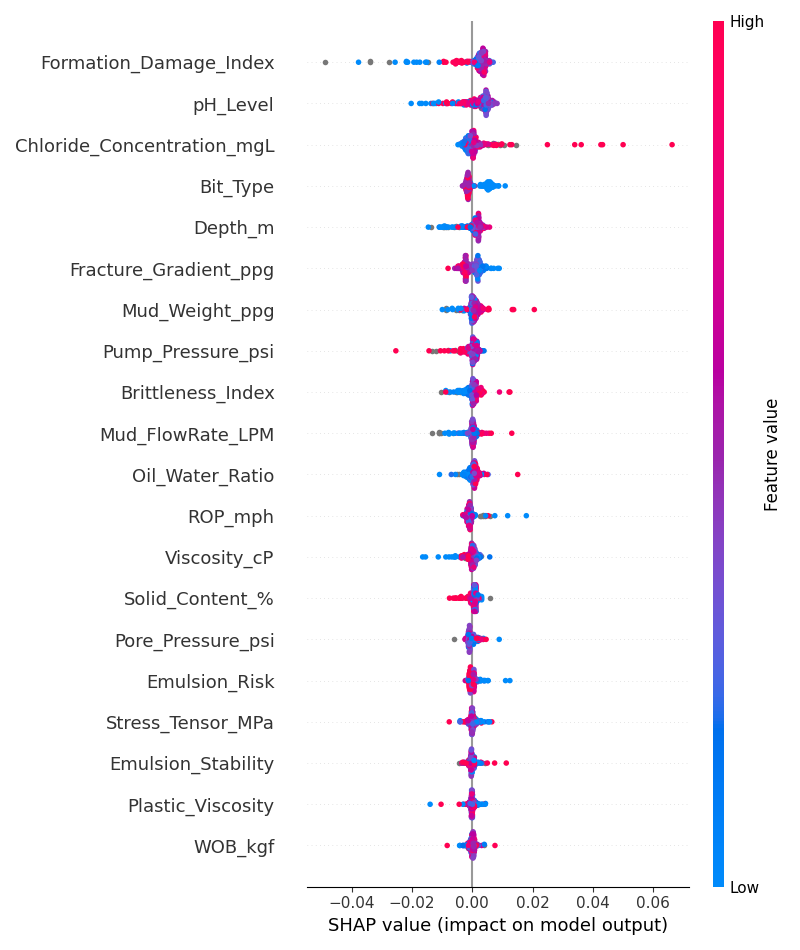 High
Formation_Damage_Index
pH_Level
Chloride_Concentration_mgL
Bit_Type
Depth_m
Fracture_Gradient_ppg
Mud_Weight_ppg
Pump_Pressure_psi
Brittleness_Index
Mud_FlowRate_LPM
Oil_Water_Ratio
ROP_mph
Viscosity_cP
Solid_Content_%
Pore_Pressure_psi
Emulsion_Risk
Stress_Tensor_MPa
Emulsion_Stability
Plastic_Viscosity
WOB_kgf
Feature value
Low
−0.04 −0.02 0.00 0.02 0.04 0.06
SHAP value (impact on model output)